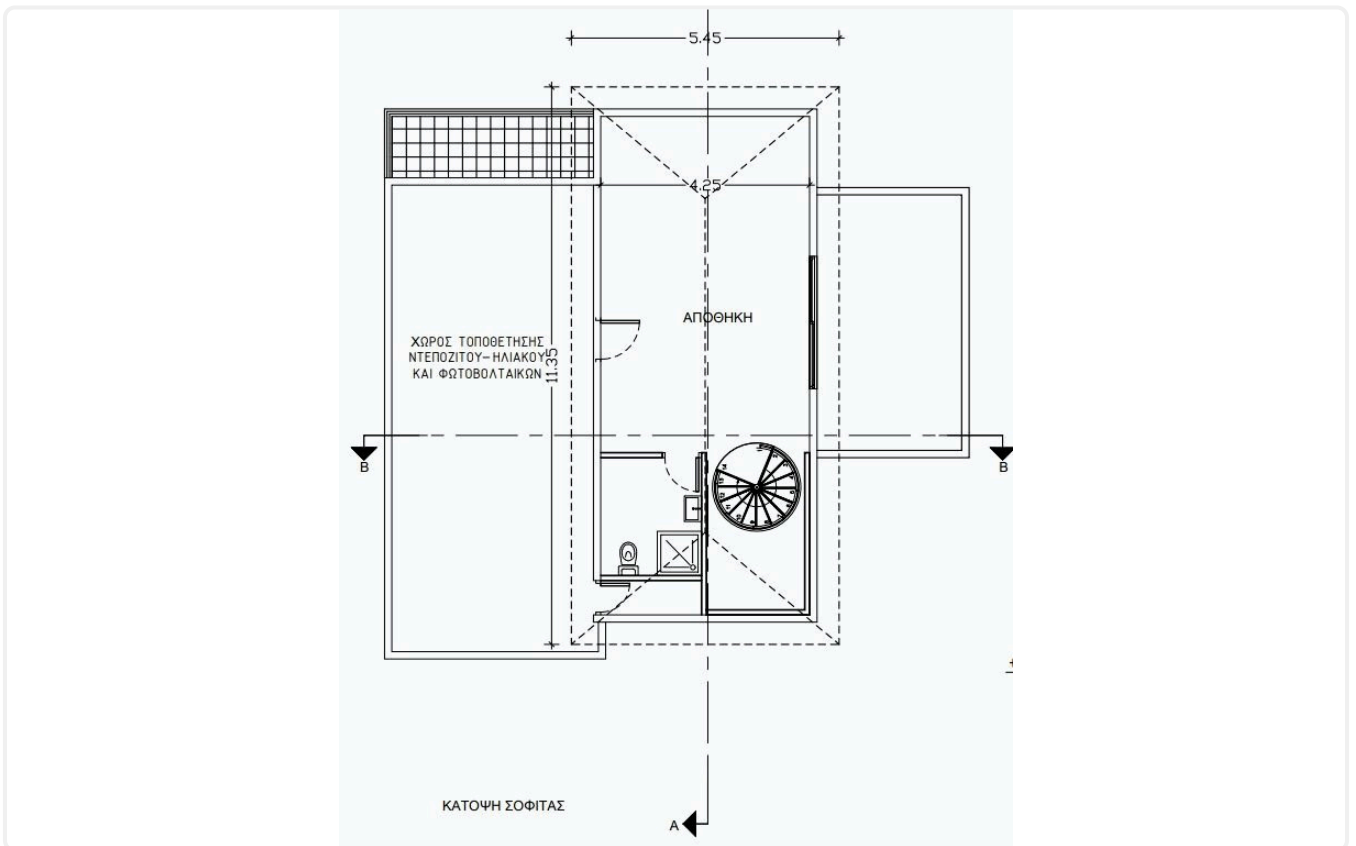 5.45
4.25
ΑΠΟΘΗΚΗ
ΧΩΡΟΣ ΤΟΠΟΘΕΤΗΣΗΣ
ΝΤΕΠΟΖΙΤΟΥ-ΗΛΙΑΚΟΥ
ΚΑΙ ΦΩΤΟΒΟΛΤΑΙΚΩΝ
11.35
B
B
ΚΑΤΟΨΗ ΣΟΦΙΤΑΣ
A